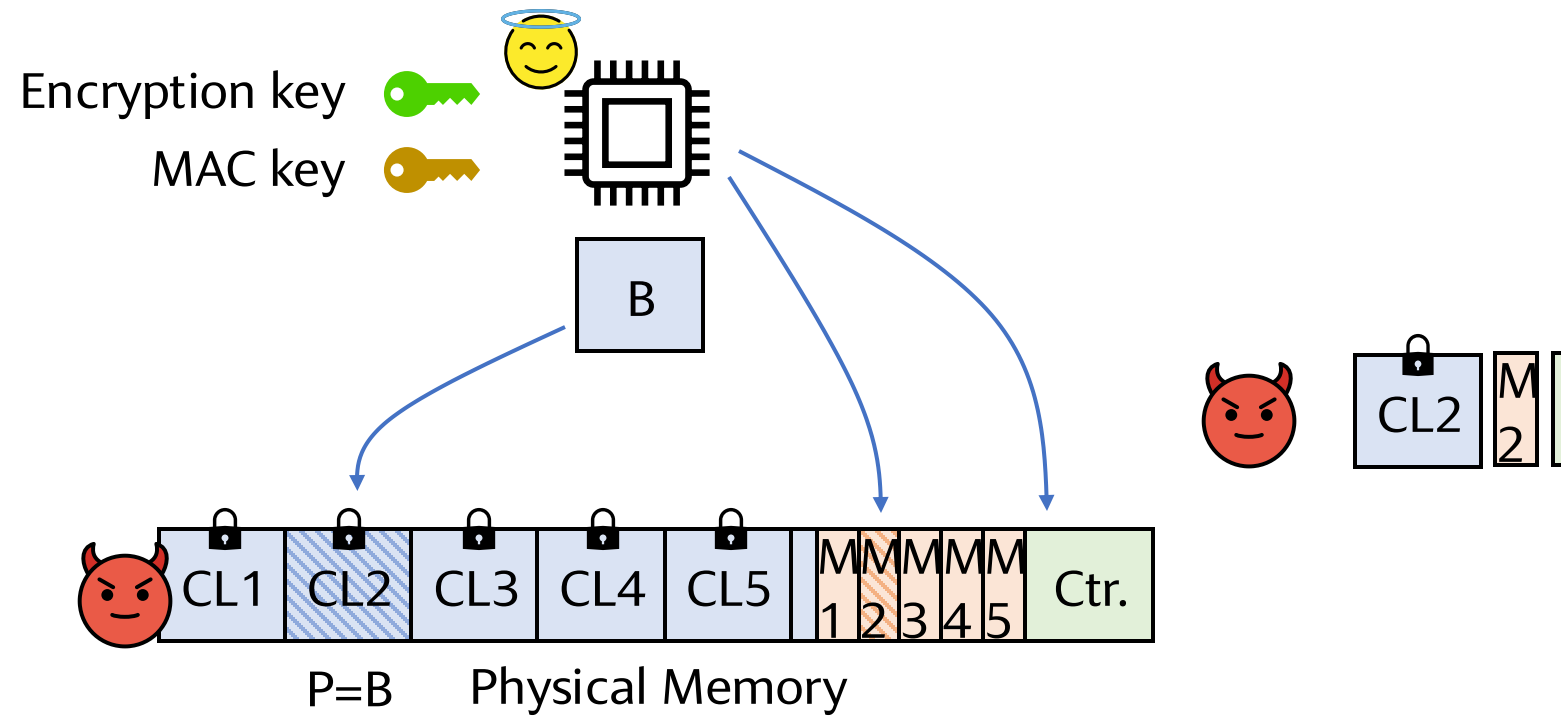 Encryption key
MAC key
B
CL2
M
2
CL1 CL2 CL3 CL4 CL5 M M M M M Ctr.
1 2 3 4 5
P=B Physical Memory